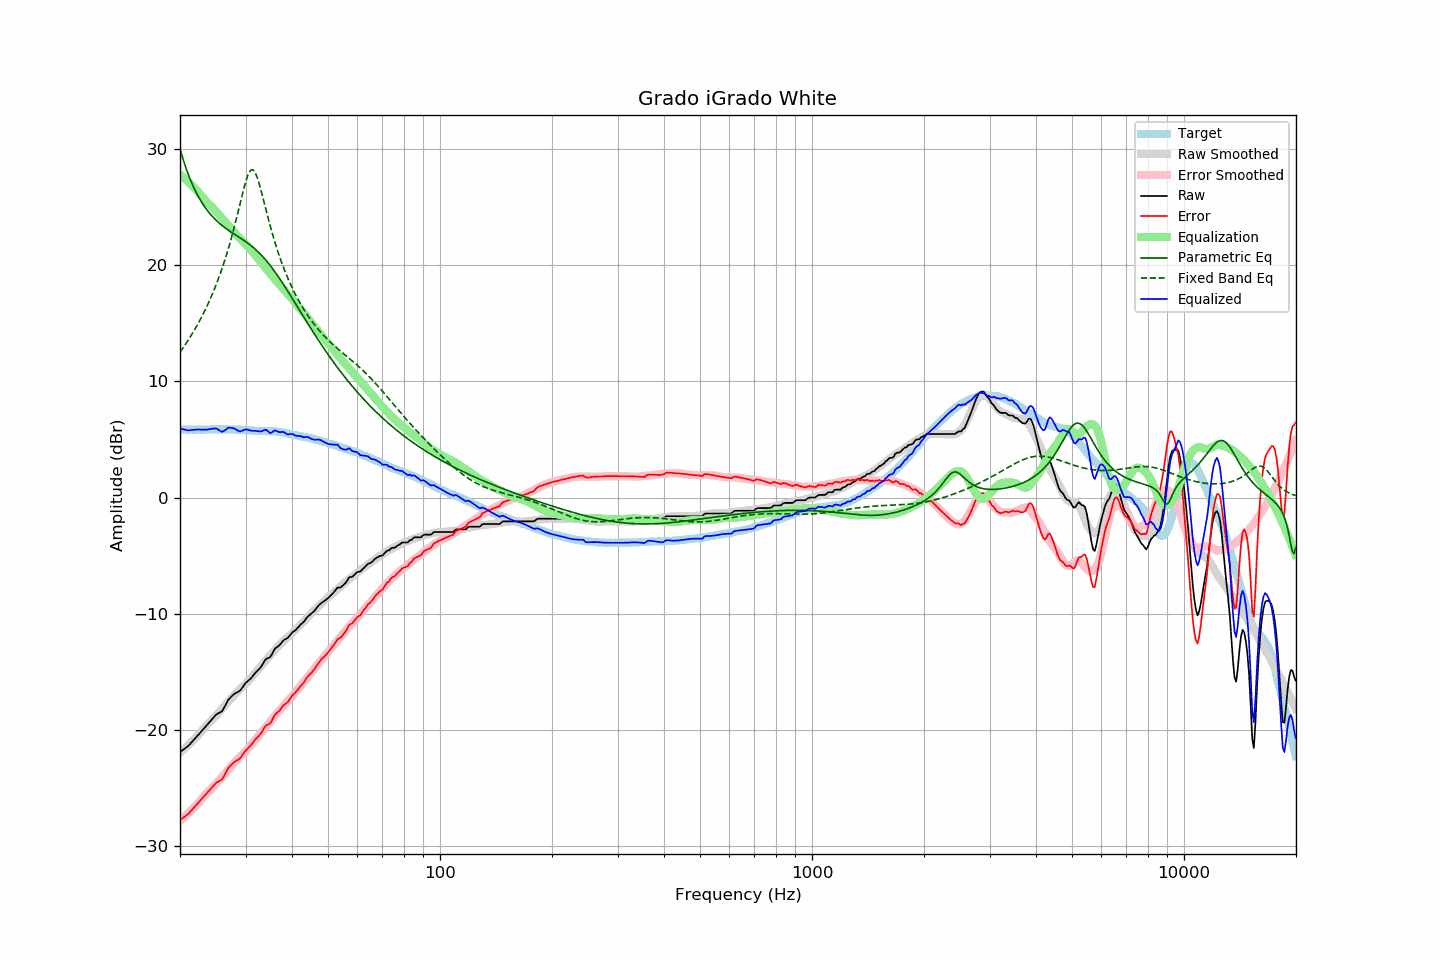 Grado iGrado White
Target
Raw Smoothed
Error Smoothed
Raw
Error
Equalization
Parametric Eq
Fixed Band Eq
Equalized
30
20
10
0
−10
−20
−30
Amplitude (dBr)
100
1000
10000
Frequency (Hz)